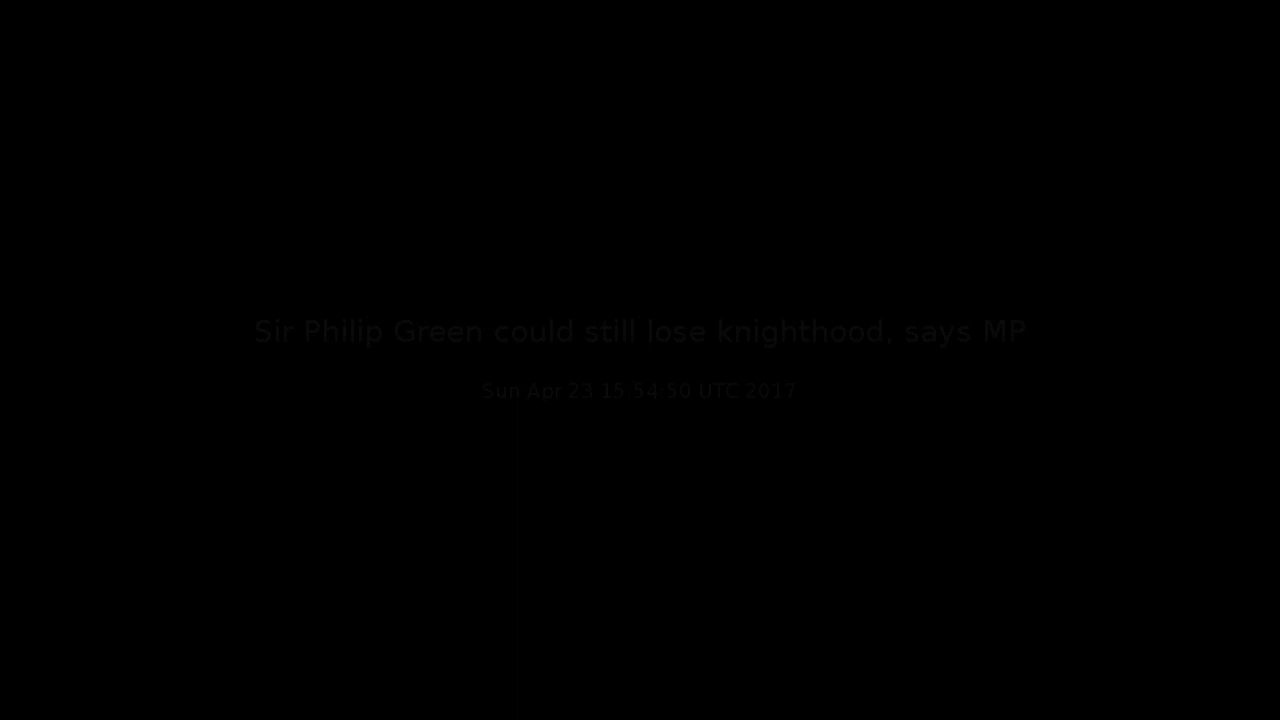 Sir Philip Green could still lose knighthood, says MP
Sun Apr 23 15:54:50 UTC 2017